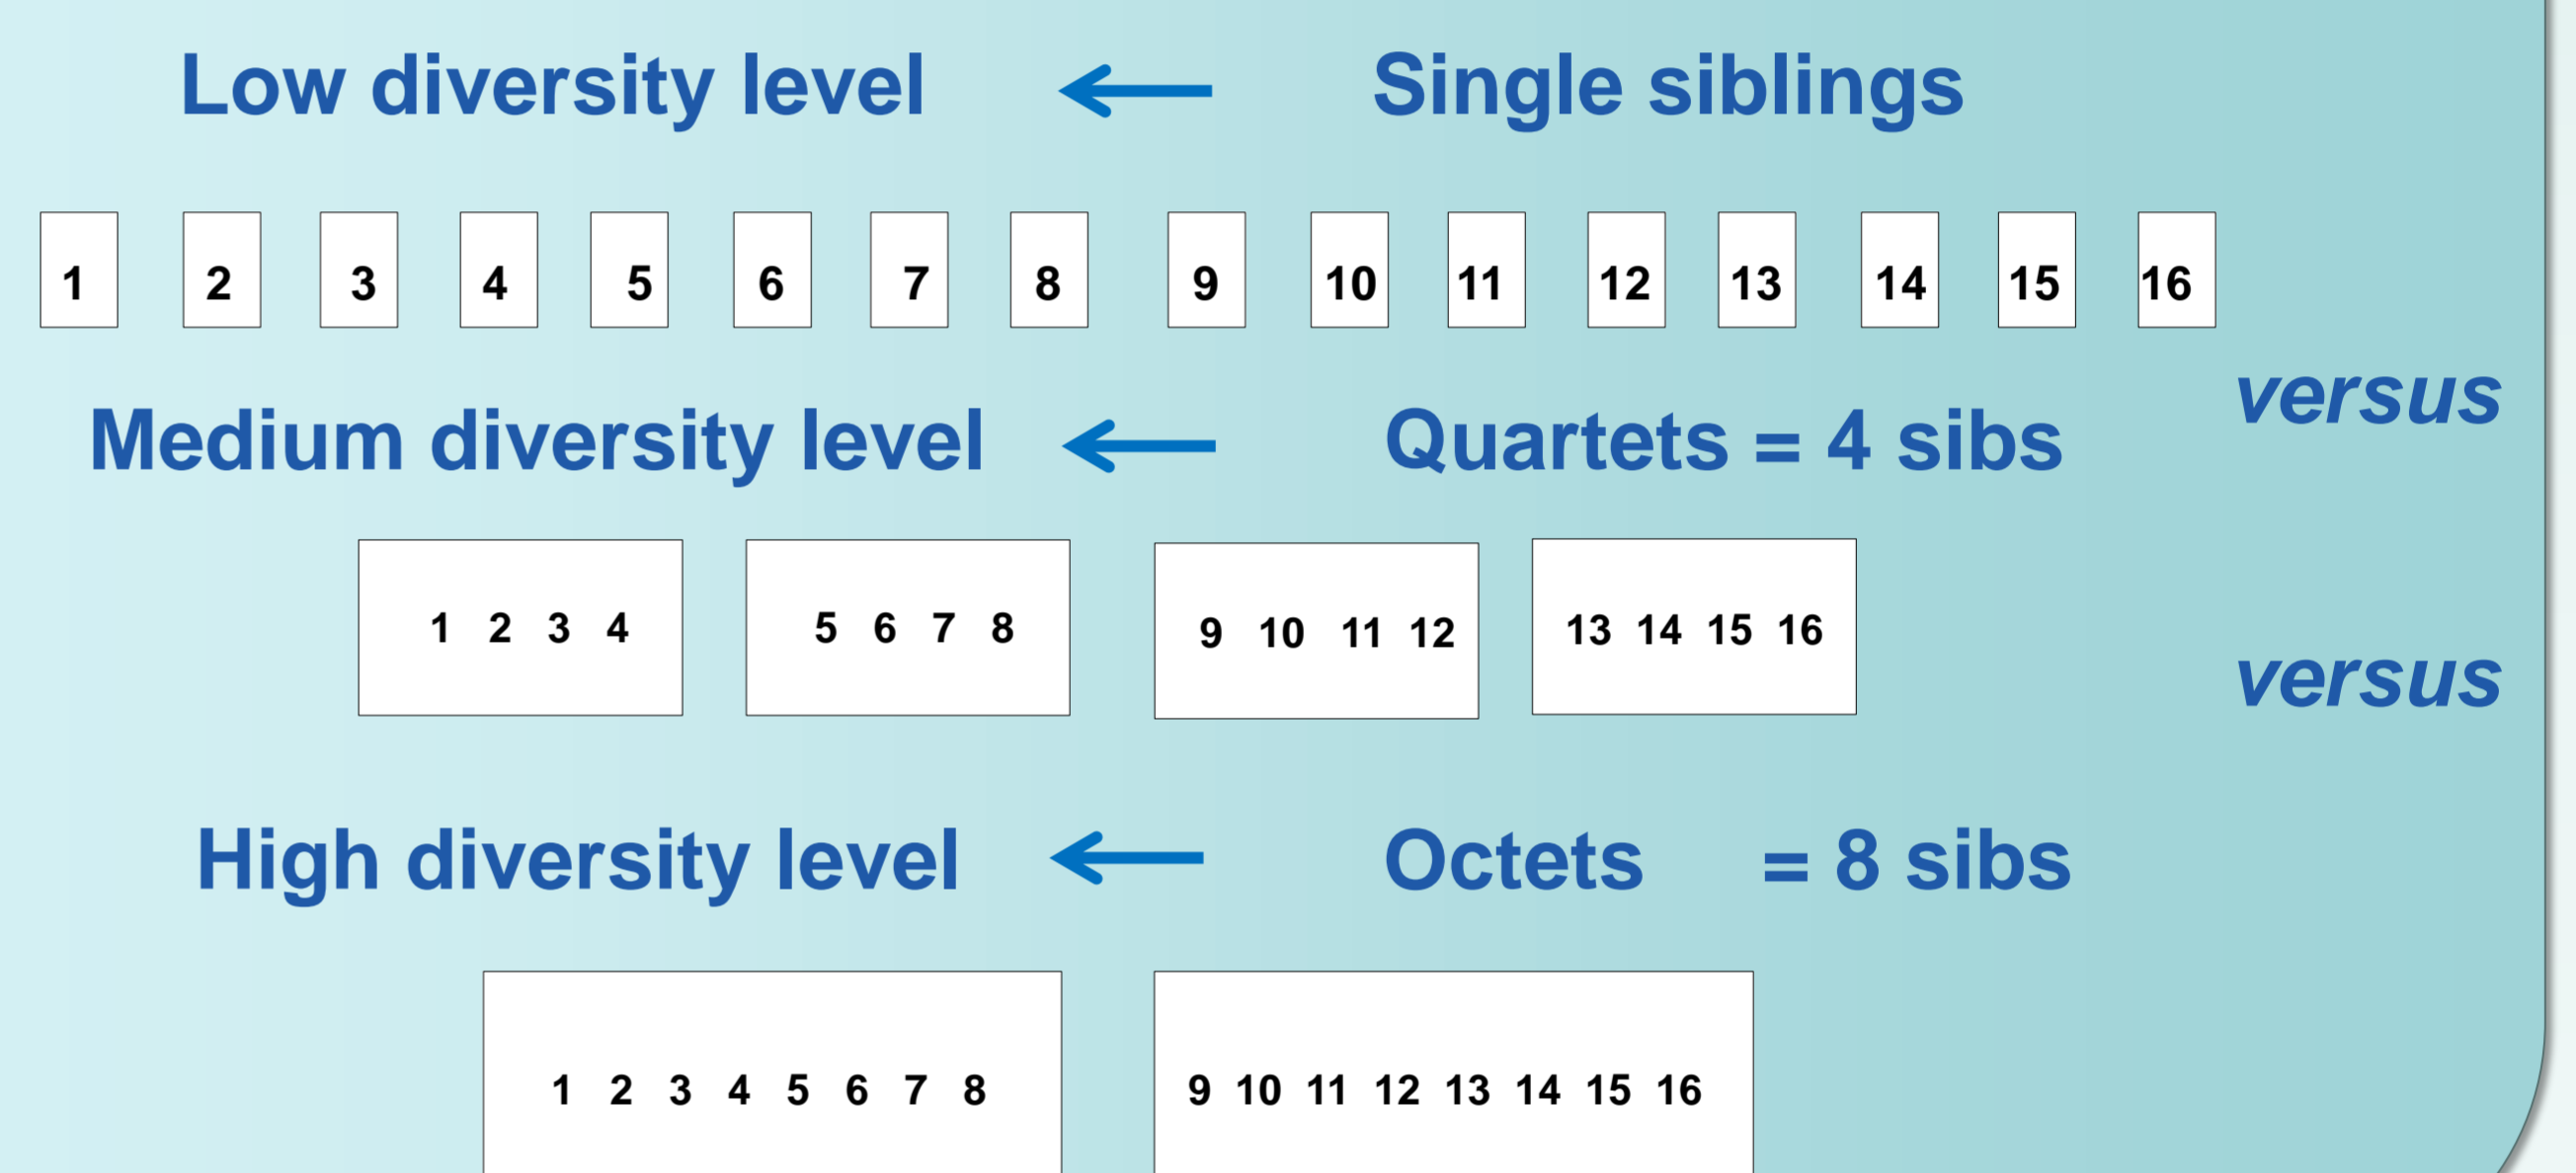 Low diversity level Single siblings
1 2 3 4 5 6 7 8 9 10 11 12 13 14 15 16
versus
Medium diversity level Quartets = 4 sibs
1 2 3 4 5 6 7 8 9 10 11 12 13 14 15 16
versus
High diversity level Octets = 8 sibs
1 2 3 4 5 6 7 8 9 10 11 12 13 14 15 16